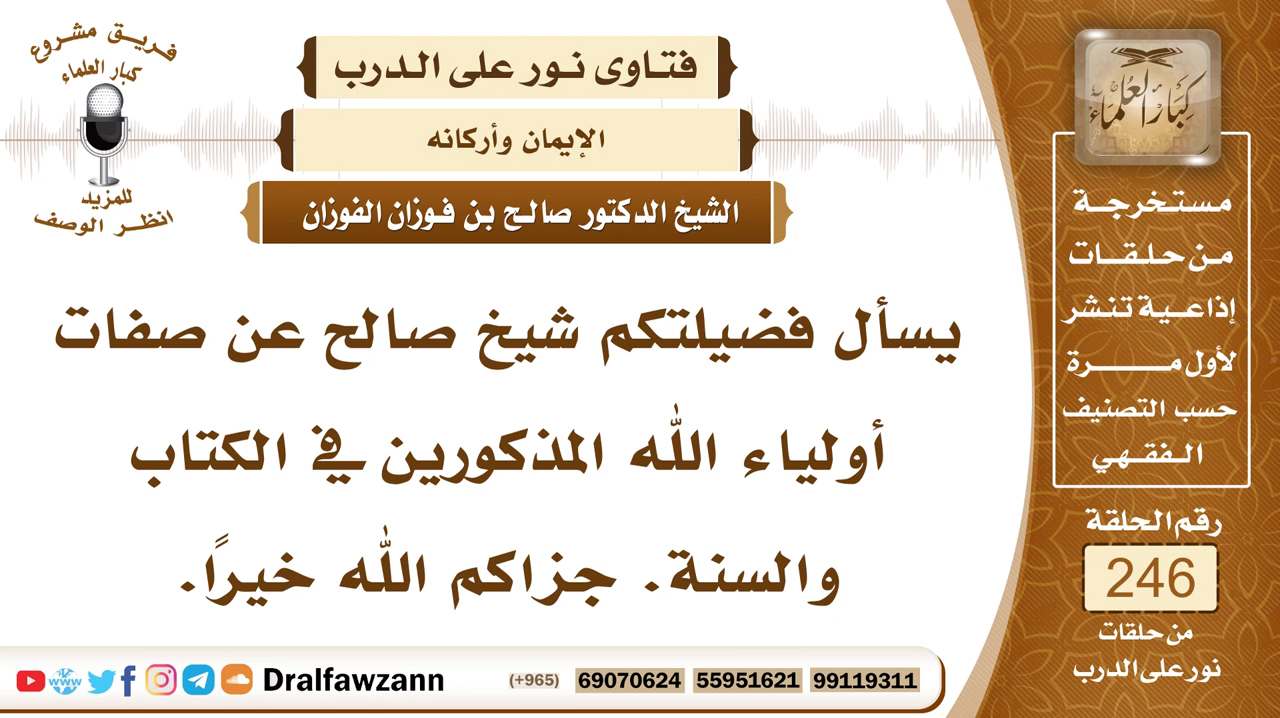 فريق مشروع
كبار العلماء
للمزيد
انظر الوصف
فتاوى نور على الدرب
الإيمان وأركانه
الشيخ الدكتور صالح بن فوزان الفوزان
يسأل فضيلتكم شيخ صالح عن صفات
أولياء الله المذكورين في الكتاب
والسنة. جزاكم الله خيراً.
كبار العلماء
مستخرجة
من حلقات
إذاعية تنشر
لأول مرة
حسب التصنيف
الفقهي
رقم الحلقة
246
من حلقات
نور على الدرب
www Dralfawzann (+965) 69070624 55951621 99119311